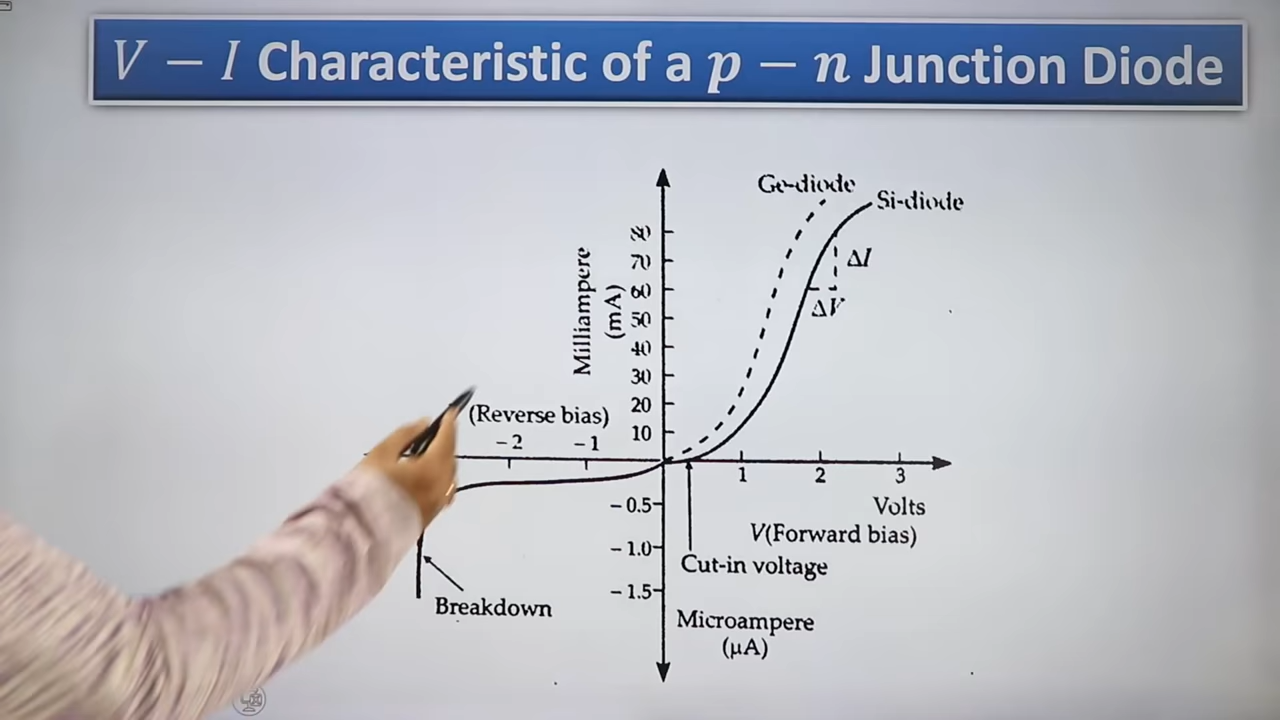 V – I Characteristic of a p – n Junction Diode
Ge-diode
Si-diode
80
70
60
50
40
30
20
10
Milliampere
(mA)
ΔI
ΔV
(Reverse bias)
– 2
– 1
1
2
3
Volts
V(Forward bias)
Cut-in voltage
– 0.5
– 1.0
– 1.5
Breakdown
Microampere
(μA)